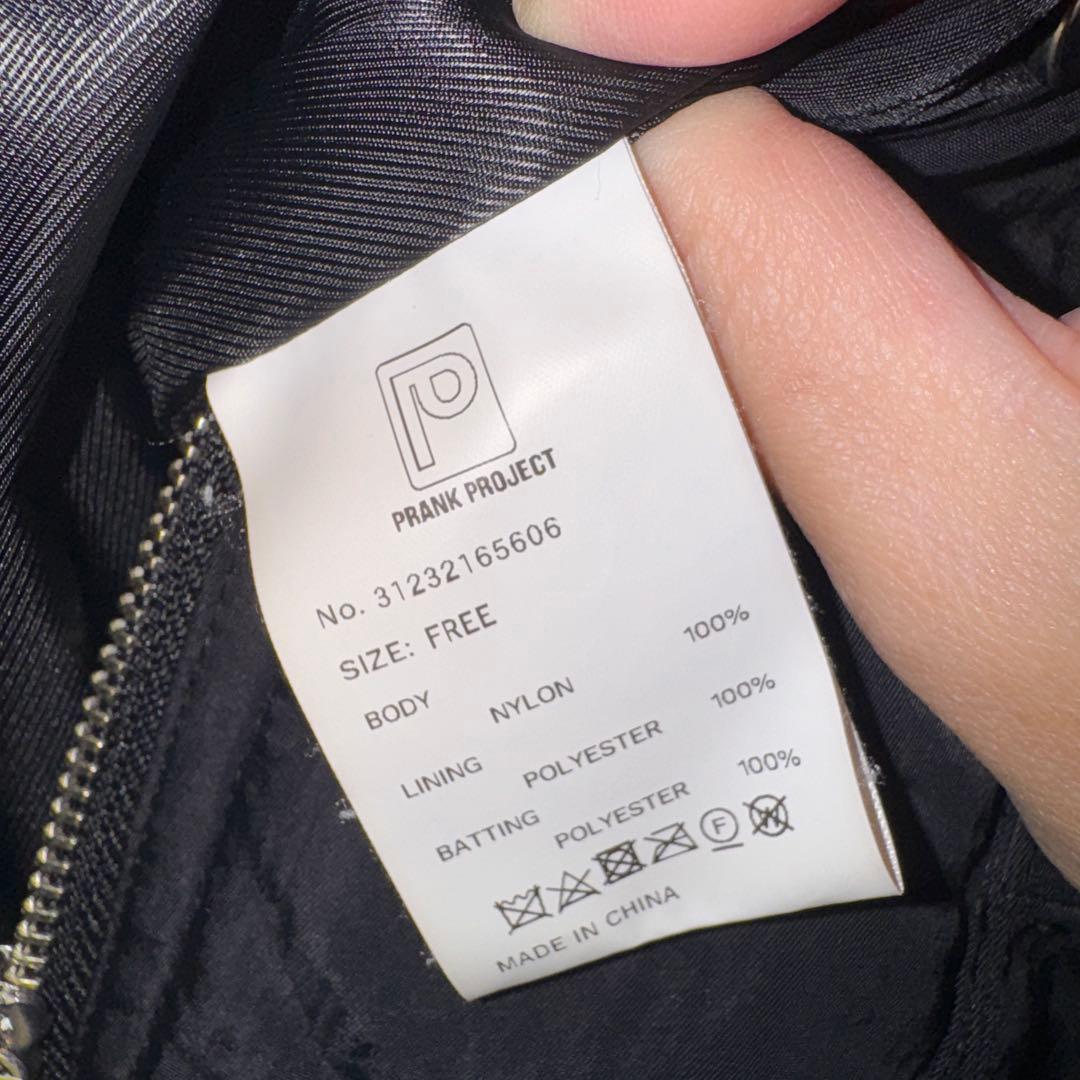 P
PRANK PROJECT
No. 31232165606
SIZE: FREE
BODY NYLON 100%
LINING POLYESTER 100%
BATTING POLYESTER 100%
F W
MADE IN CHINA